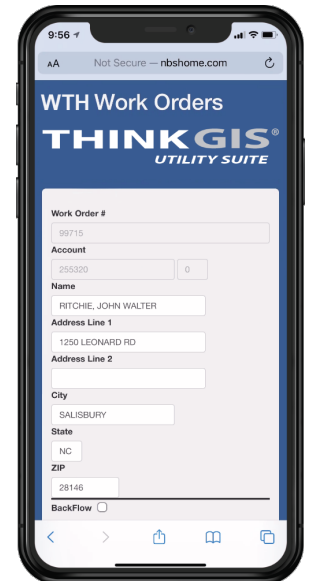 9:56
AA Not Secure — nbshome.com
WTH Work Orders
THINKGIS®
UTILITY SUITE
Work Order #
99715
Account
255320 0
Name
RITCHIE, JOHN WALTER
Address Line 1
1250 LEONARD RD
Address Line 2
City
SALISBURY
State
NC
ZIP
28146
BackFlow